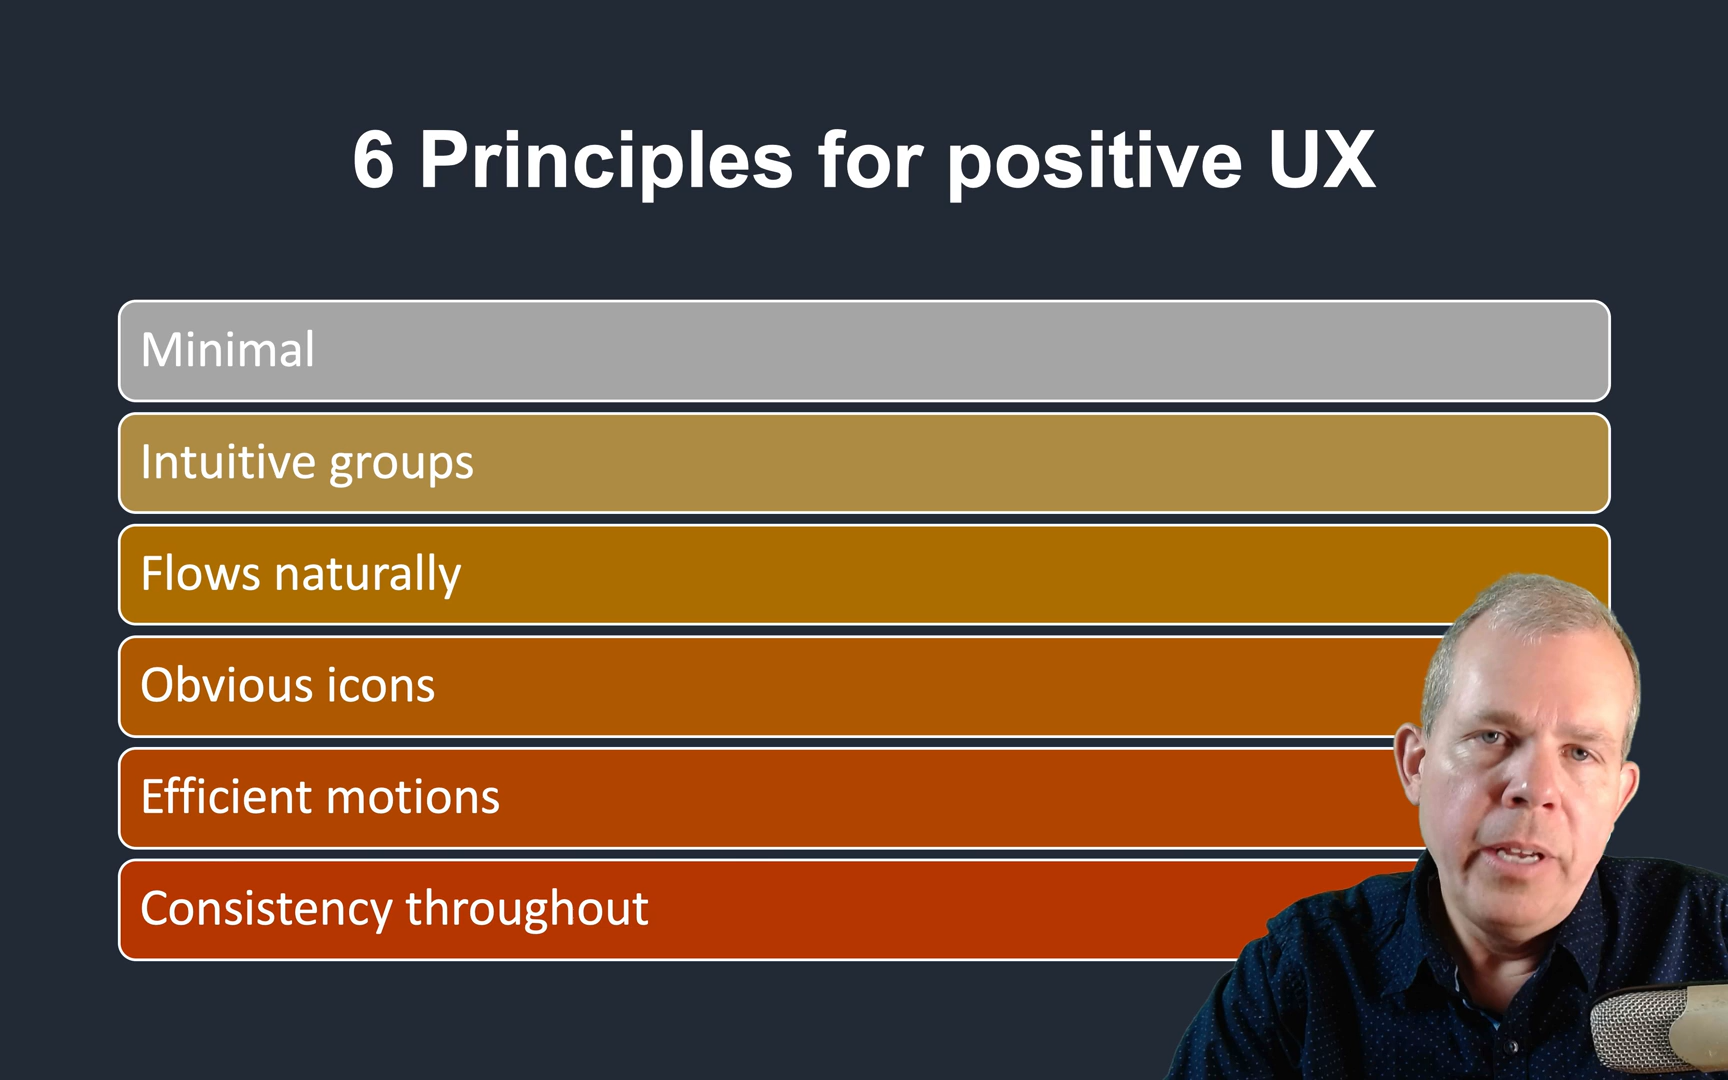 6 Principles for positive UX
Minimal
Intuitive groups
Flows naturally
Obvious icons
Efficient motions
Consistency throughout